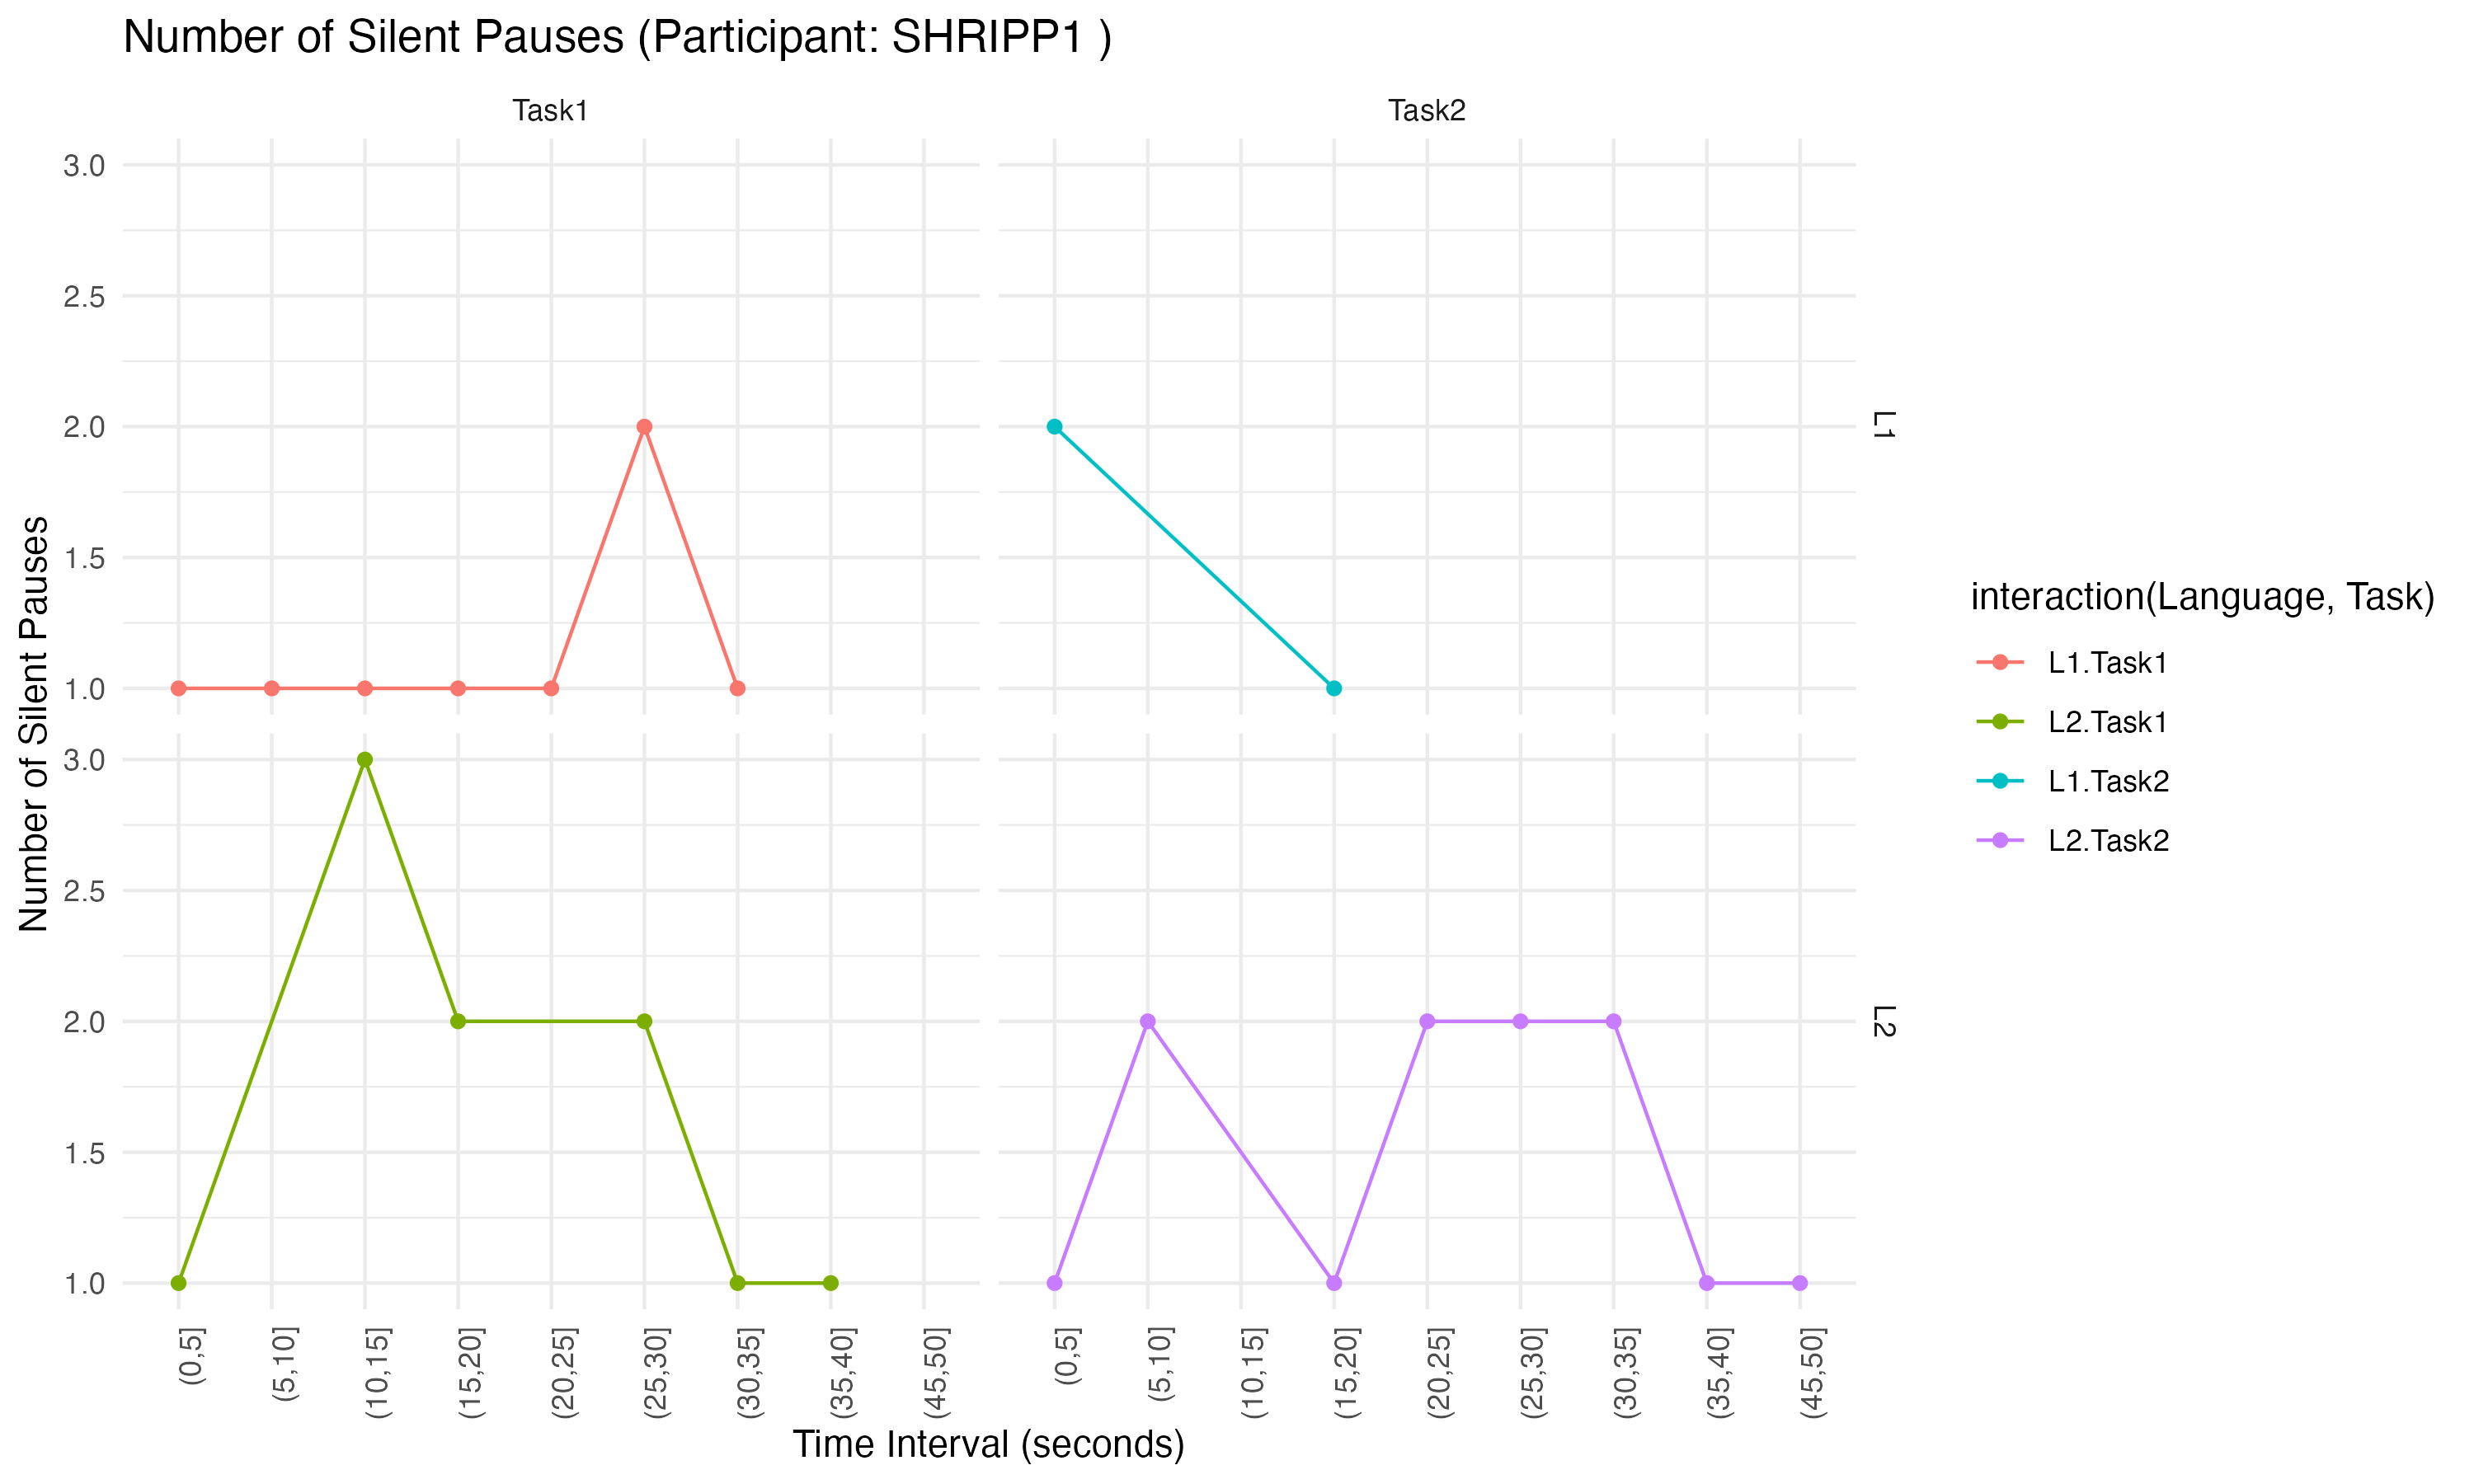 Number of Silent Pauses (Participant: SHRIPP1 )
Task1
Task2
3.0
2.5
2.0
1.5
1.0
L1
3.0
2.5
2.0
1.5
1.0
L2
Number of Silent Pauses
(0,5]
(5,10]
(10,15]
(15,20]
(20,25]
(25,30]
(30,35]
(35,40]
(45,50]
(0,5]
(5,10]
(10,15]
(15,20]
(20,25]
(25,30]
(30,35]
(35,40]
(45,50]
Time Interval (seconds)
interaction(Language, Task)
L1.Task1
L2.Task1
L1.Task2
L2.Task2